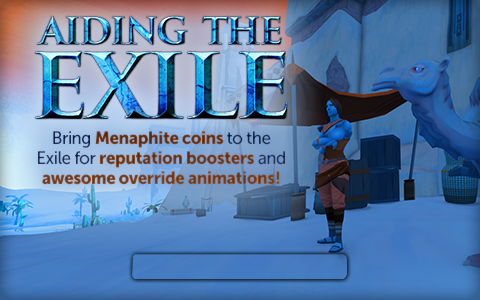 AIDING THE
EXILE
Bring Menaphite coins to the
Exile for reputation boosters and
awesome override animations!